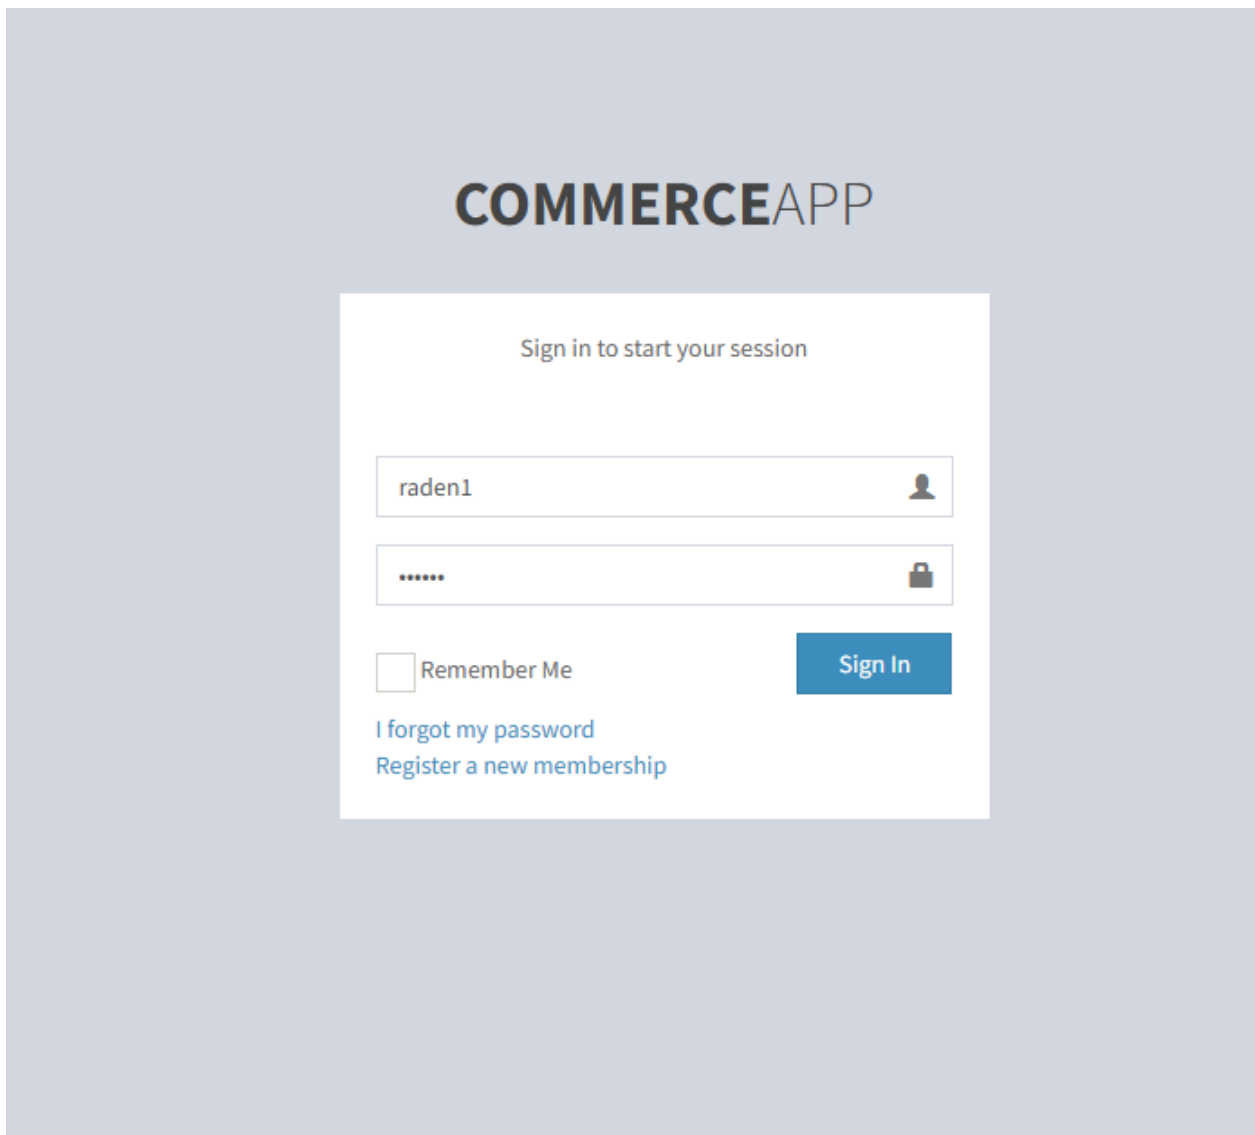 COMMERCEAPP
Sign in to start your session
raden1
••••••
Remember Me
Sign In
I forgot my password
Register a new membership